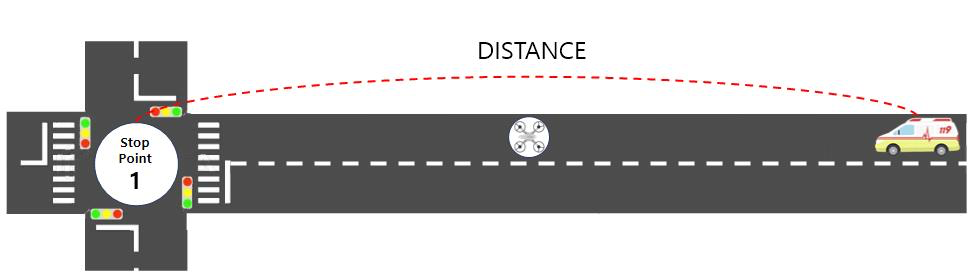 DISTANCE
Stop
Point
1
119